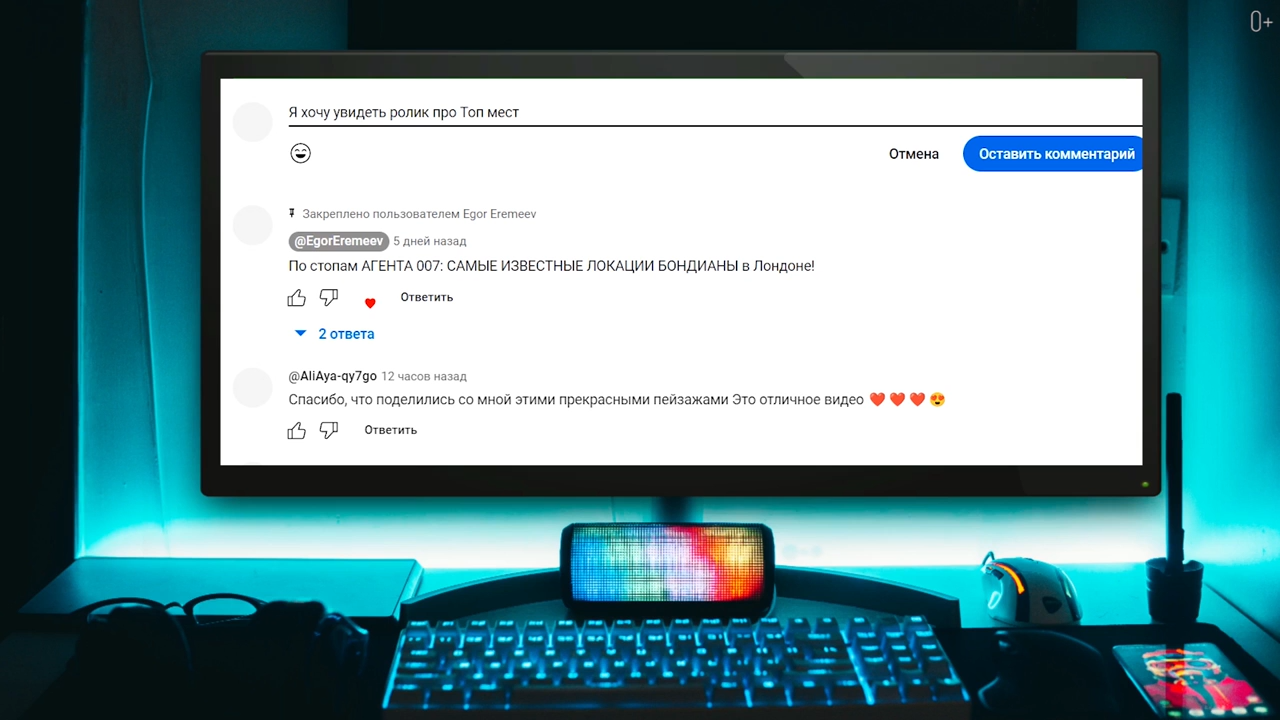 0+
Я хочу увидеть ролик про Топ мест
Отмена
Оставить комментарий
Закреплено пользователем Egor Eremeev
@EgorEremeev 5 дней назад
По стопам АГЕНТА 007: САМЫЕ ИЗВЕСТНЫЕ ЛОКАЦИИ БОНДИАНЫ в Лондоне!
Ответить
2 ответа
@AliAya-qy7go 12 часов назад
Спасибо, что поделились со мной этими прекрасными пейзажами Это отличное видео ❤️ ❤️ ❤️ 😍
Ответить